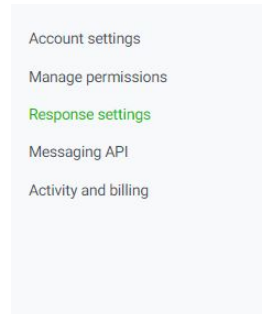 Account settings
Manage permissions
Response settings
Messaging API
Activity and billing